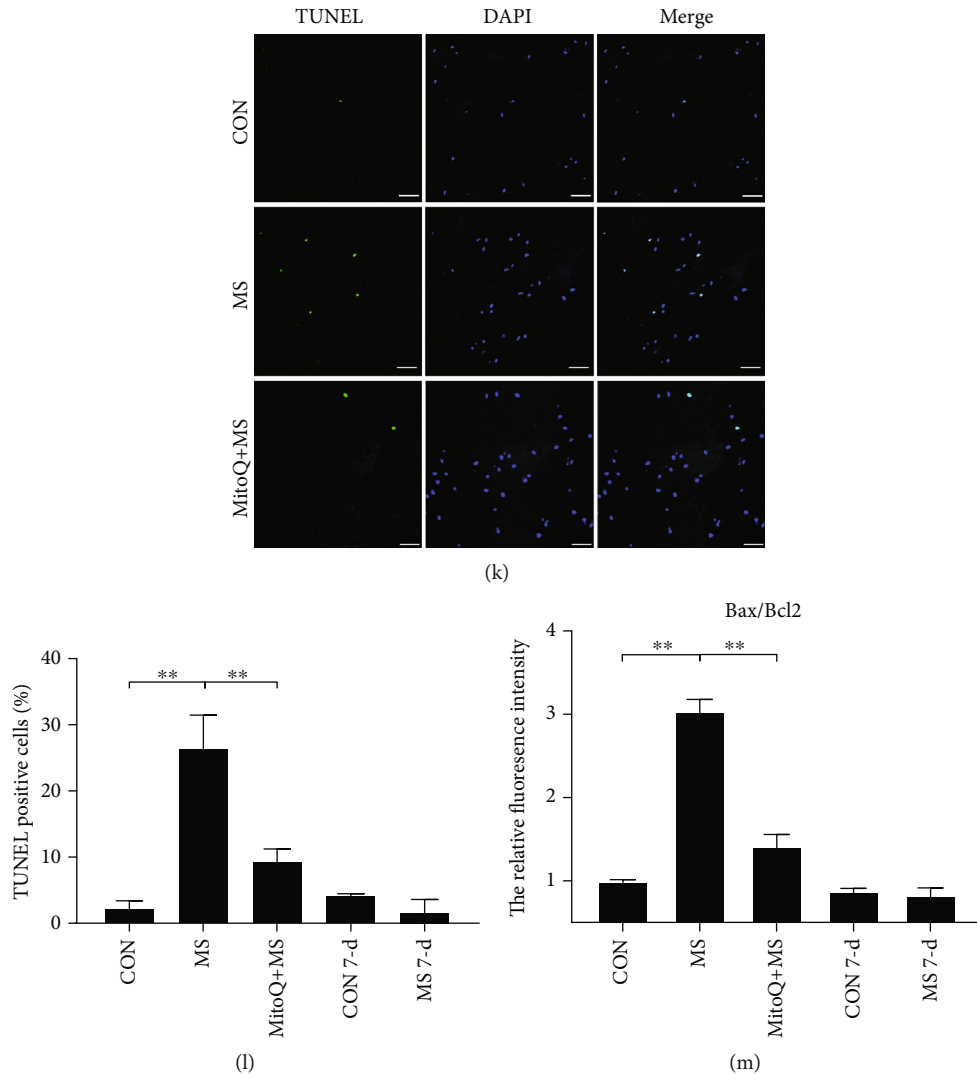 TUNEL DAPI Merge
CON
MS
MitoQ+MS
(k)
TUNEL positive cells (%)
40
30
20
10
0
** **
CON
MS
MitoQ+MS
CON 7-d
MS 7-d
(l)
Bax/Bcl2
The relative fluoresence intensity
4
3
2
1
** **
CON
MS
MitoQ+MS
CON 7-d
MS 7-d
(m)